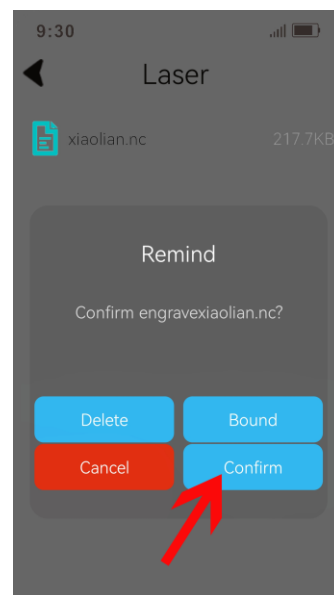 9:30
Laser
xiaolian.nc 217.7KB
Remind
Confirm engravexiaolian.nc?
Delete Bound
Cancel Confirm